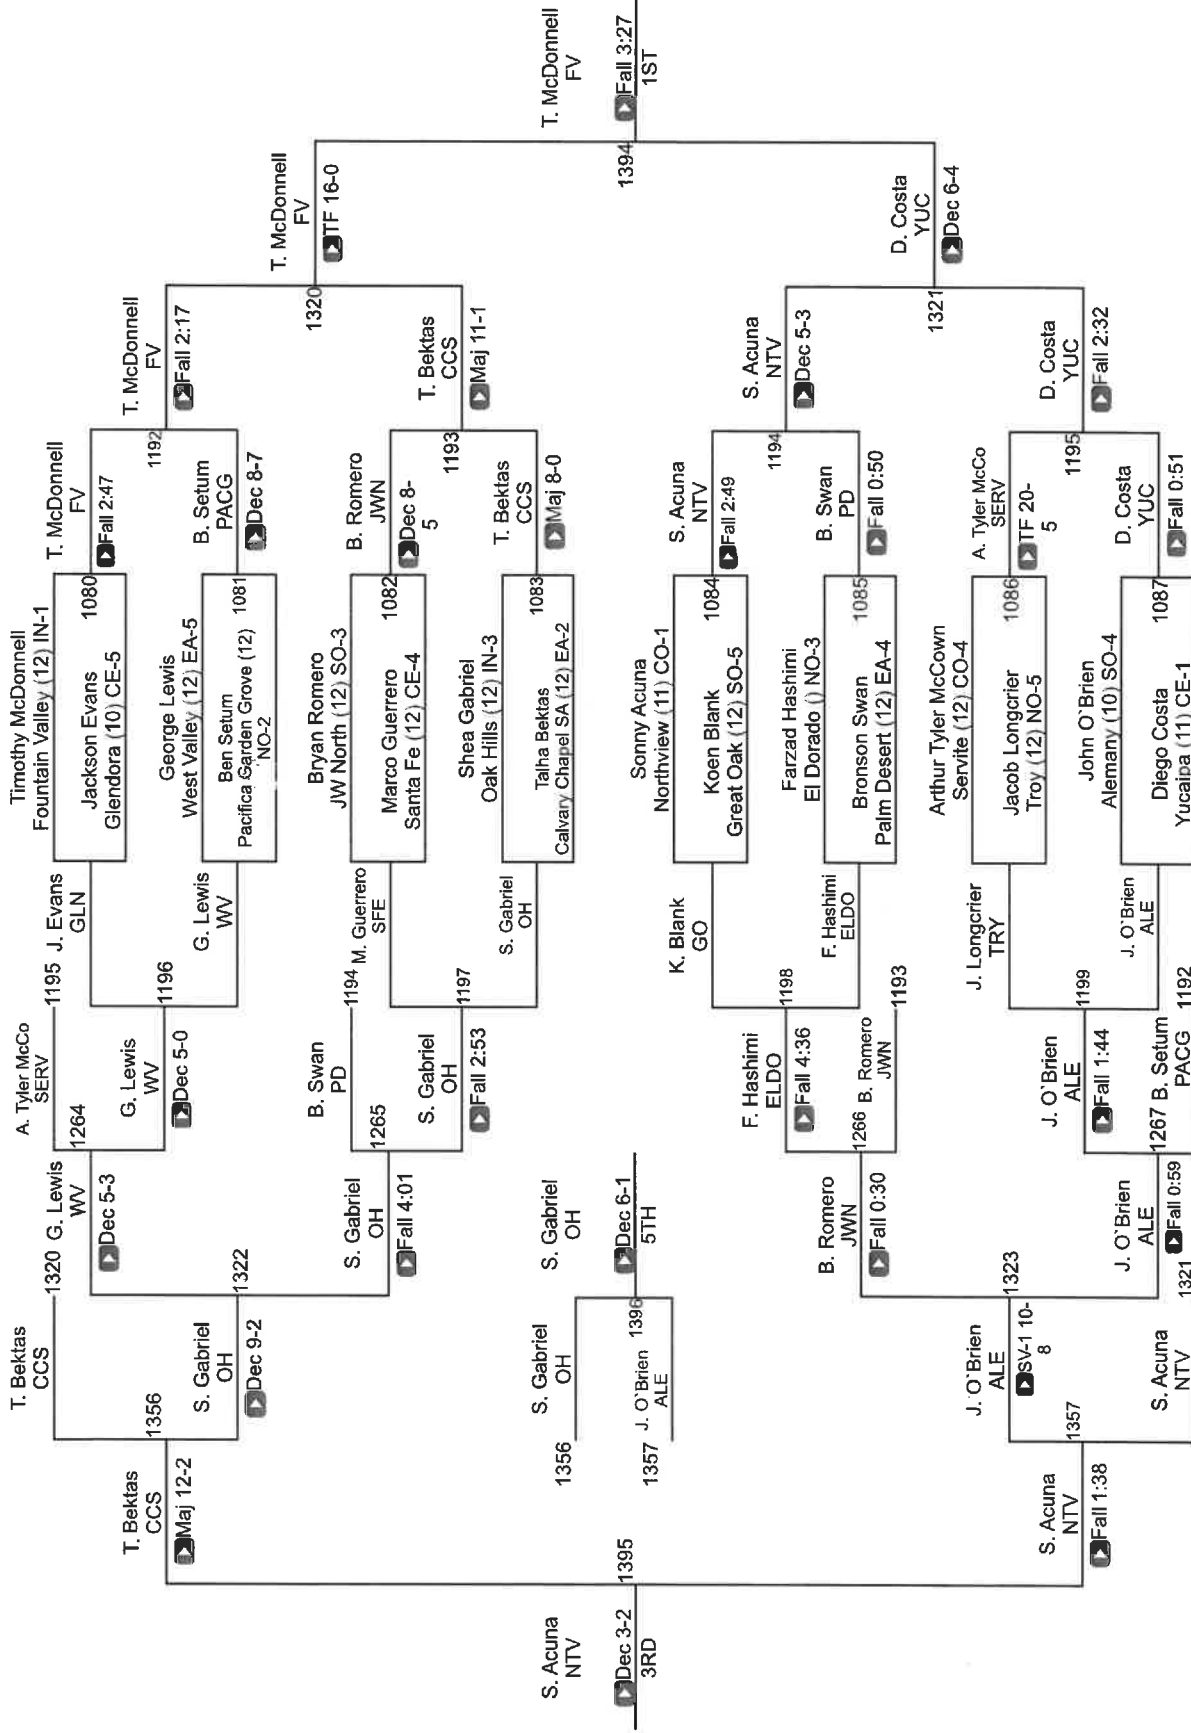 Timothy McDonnell
Fountain Valley (12) IN-1
Jackson Evans
Glendora (10) CE-5
1080
George Lewis
West Valley (12) EA-5
Ben Setum
Pacifica Garden Grove (12)
NO-2
1081
Bryan Romero
JW North (12) SO-3
Marco Guerrero
Santa Fe (12) CE-4
1082
Shea Gabriel
Oak Hills (12) IN-3
Talha Bektas
Calvary Chapel SA (12) EA-2
1083
Sonny Acuna
Northview (11) CO-1
Koen Blank
Great Oak (12) SO-5
1084
Farzad Hashimi
El Dorado () NO-3
Bronson Swan
Palm Desert (12) EA-4
1085
Arthur Tyler McCown
Servite (12) CO-4
Jacob Longcrier
Troy (12) NO-5
1086
John O`Brien
Alemany (10) SO-4
Diego Costa
Yucaipa (11) CE-1
1087
T. McDonnell
FV
Fall 2:47
B. Setum
PACG
Dec 8-7
1192
B. Romero
JWN
Dec 8-
5
T. Bektas
CCS
Maj 8-0
1193
S. Acuna
NTV
Fall 2:49
B. Swan
PD
Fall 0:50
1194
A. Tyler McCo
SERV
TF 20-
5
D. Costa
YUC
Fall 0:51
1195
T. McDonnell
FV
Fall 2:17
T. Bektas
CCS
Maj 11-1
1320
S. Acuna
NTV
Dec 5-3
D. Costa
YUC
Fall 2:32
1321
T. McDonnell
FV
TF 16-0
D. Costa
YUC
Dec 6-4
1394
T. McDonnell
FV
Fall 3:27
1ST
J. Evans
GLN
G. Lewis
WV
1196
M. Guerrero
SFE
S. Gabriel
OH
1197
K. Blank
GO
F. Hashimi
ELDO
1198
J. Longcrier
TRY
J. O`Brien
ALE
1199
1195
A. Tyler McCo
SERV
G. Lewis
WV
Dec 5-0
1264
1194
B. Swan
PD
S. Gabriel
OH
Fall 2:53
1265
F. Hashimi
ELDO
Fall 4:36
1193
B. Romero
JWN
1266
J. O`Brien
ALE
Fall 1:44
1192
B. Setum
PACG
1267
1320
G. Lewis
WV
Dec 5-3
S. Gabriel
OH
Fall 4:01
1322
B. Romero
JWN
Fall 0:30
J. O`Brien
ALE
Fall 0:59
1323
1321
T. Bektas
CCS
S. Gabriel
OH
Dec 9-2
1356
J. O`Brien
ALE
SV-1 10-
8
S. Acuna
NTV
1357
T. Bektas
CCS
Maj 12-2
S. Acuna
NTV
Fall 1:38
1395
S. Acuna
NTV
Dec 3-2
3RD
1356
S. Gabriel
OH
1357
J. O`Brien
ALE
1396
S. Gabriel
OH
Dec 6-1
5TH